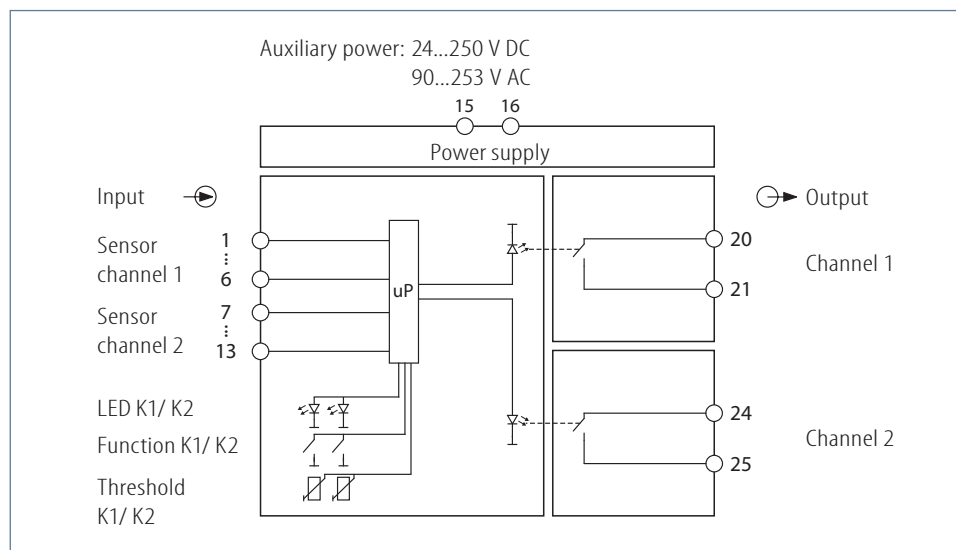 Auxiliary power: 24...250 V DC
90...253 V AC
15 16
Power supply
Input
Output
Sensor
channel 1
1
⋮
6
Sensor
channel 2
7
⋮
13
uP
20
21
Channel 1
LED K1/ K2
Function K1/ K2
Threshold
K1/ K2
24
25
Channel 2